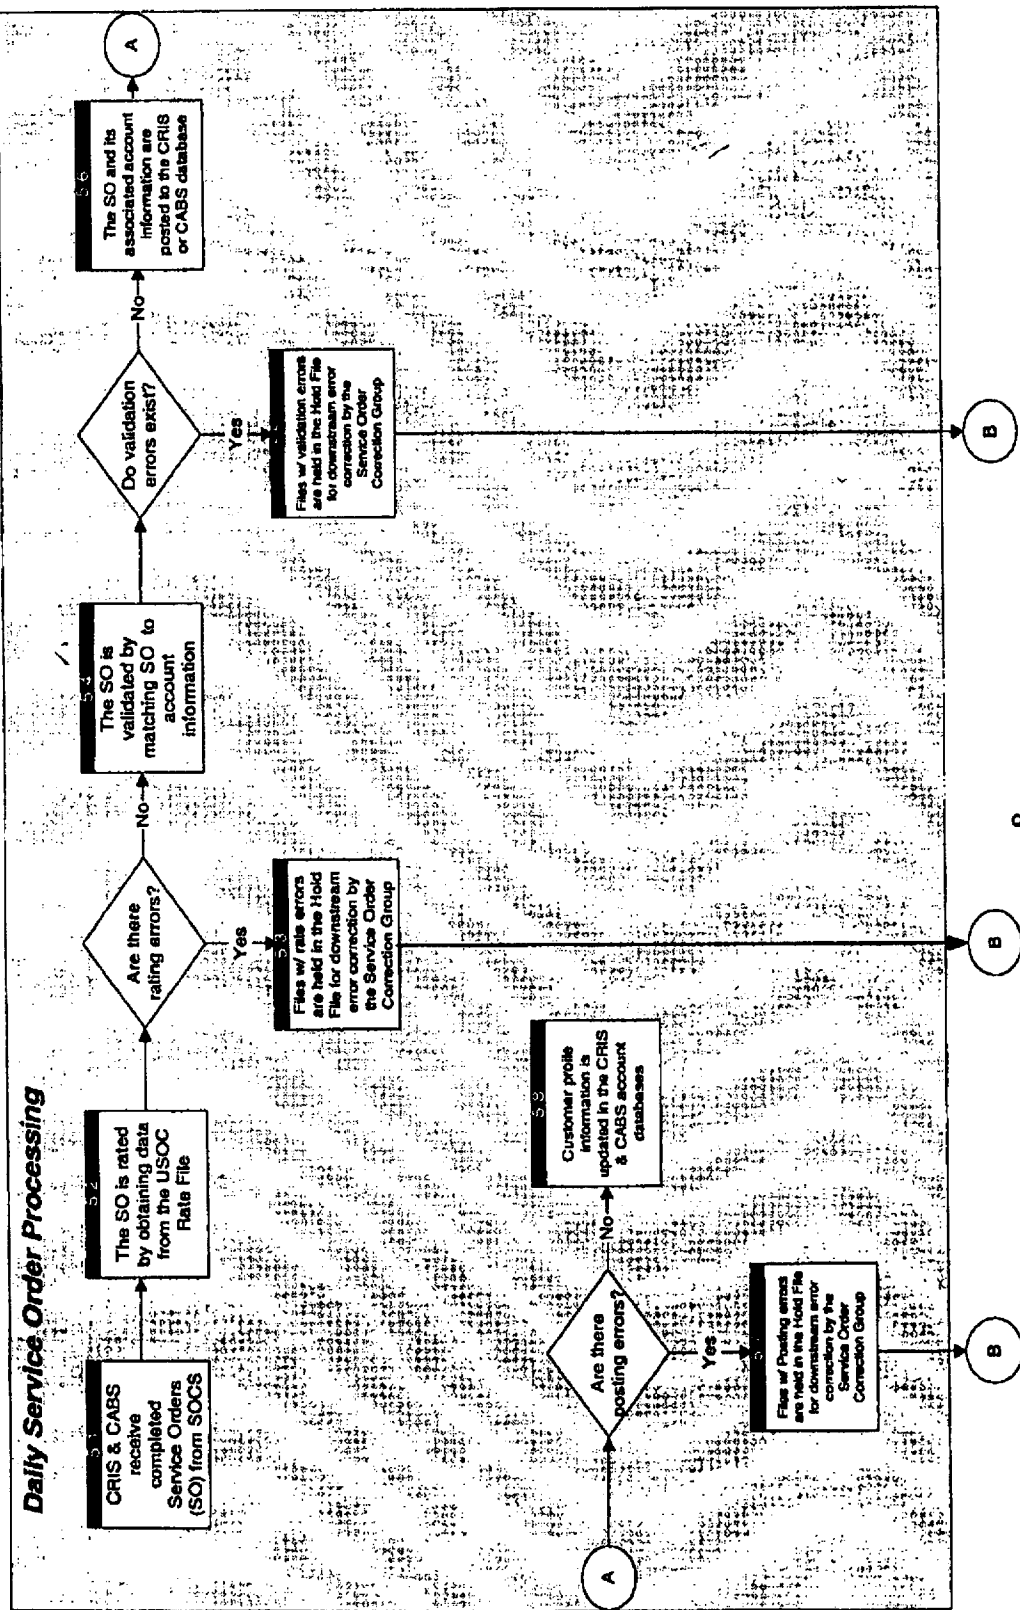 Daily Service Order Processing
5.1
CRIS & CABS
receive
completed
Service Orders
(SO) from SOCS
5.2
The SO is rated
by obtaining data
from the USOC
Rate File
Are there
rating errors?
No
Yes
5.3
Files w/ rate errors
are held in the Hold
File for downstream
error correction by
the Service Order
Correction Group
B
5.4
The SO is
validated by
matching SO to
account
information
Do validation
errors exist?
No
Yes
Files w/ validation errors
are held in the Hold File
for downstream error
correction by the
Service Order
Correction Group
B
5.6
The SO and its
associated account
information are
posted to the CRIS
or CABS database
A
A
Are there
posting errors?
No
Yes
Files w/ Posting errors
are held in the Hold File
for downstream error
correction by the
Service Order
Correction Group
B
5.9
Customer profile
information is
updated in the CRIS
& CABS account
databases